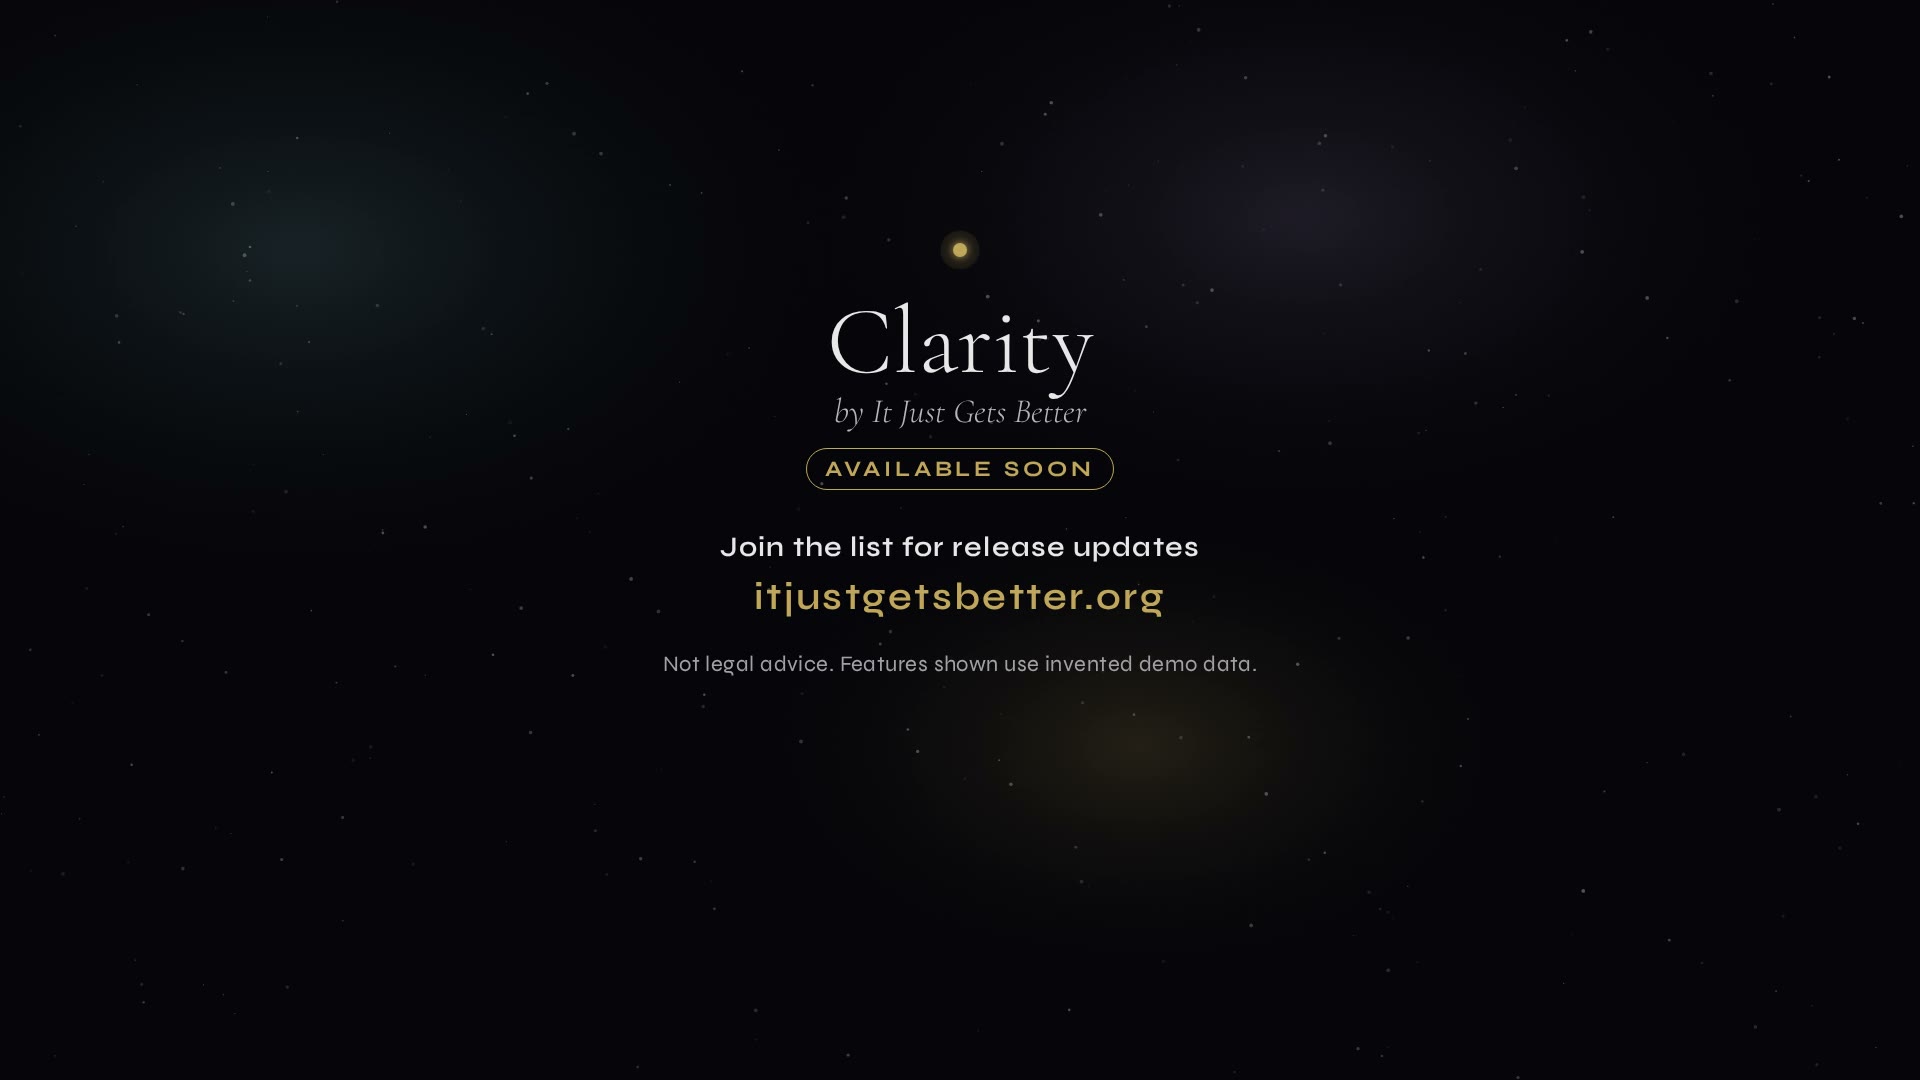 Clarity
by It Just Gets Better
AVAILABLE SOON
Join the list for release updates
itjustgetsbetter.org
Not legal advice. Features shown use invented demo data.